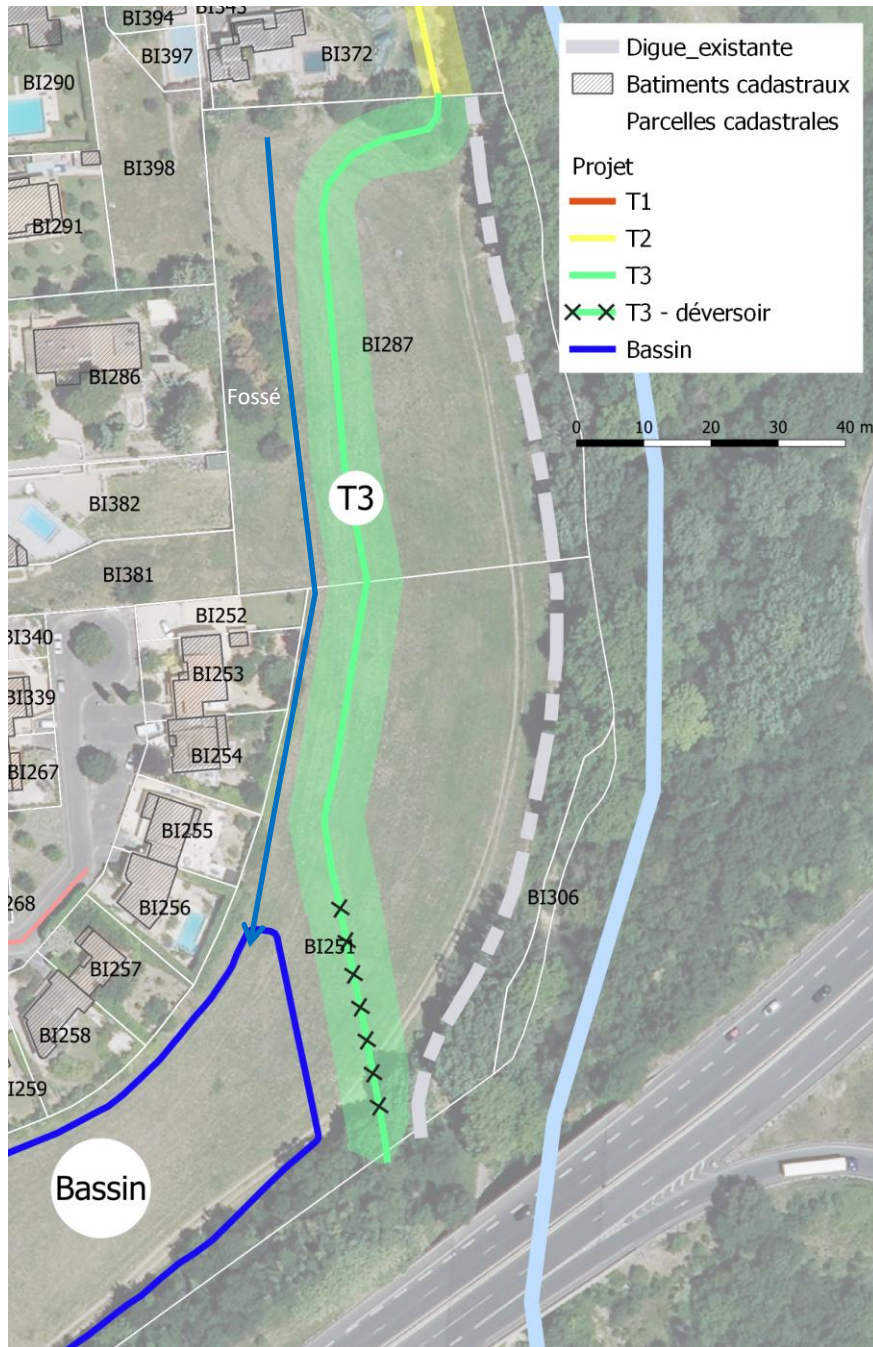 BI394
BI343
BI397
BI372
BI290
BI398
BI291
BI287
BI286
Fossé
BI382
T3
BI381
BI252
BI340
BI253
BI339
BI254
BI267
BI255
268
BI256
BI306
BI251
BI257
BI258
BI259
Bassin
Digue_existante
Batiments cadastraux
Parcelles cadastrales
Projet
T1
T2
T3
T3 - déversoir
Bassin
0 10 20 30 40 m